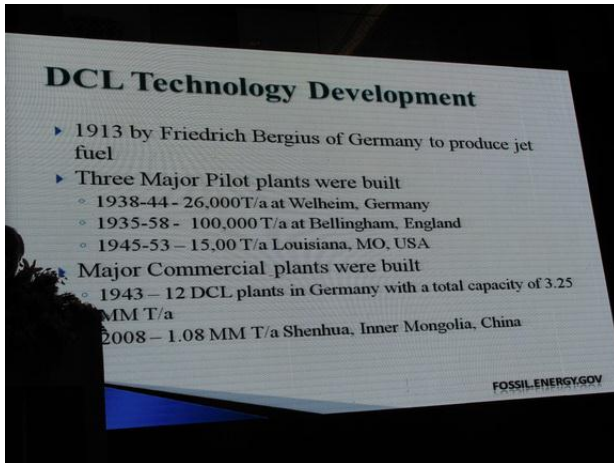 DCL Technology Development
1913 by Friedrich Bergius of Germany to produce jet
fuel
Three Major Pilot plants were built
1938-44 - 26,000T/a at Welheim, Germany
1935-58 - 100,000 T/a at Bellingham, England
1945-53 – 15,00 T/a Louisiana, MO, USA
Major Commercial plants were built
1943 – 12 DCL plants in Germany with a total capacity of 3.25
MM T/a
2008 – 1.08 MM T/a Shenhua, Inner Mongolia, China
FOSSIL.ENERGY.GOV